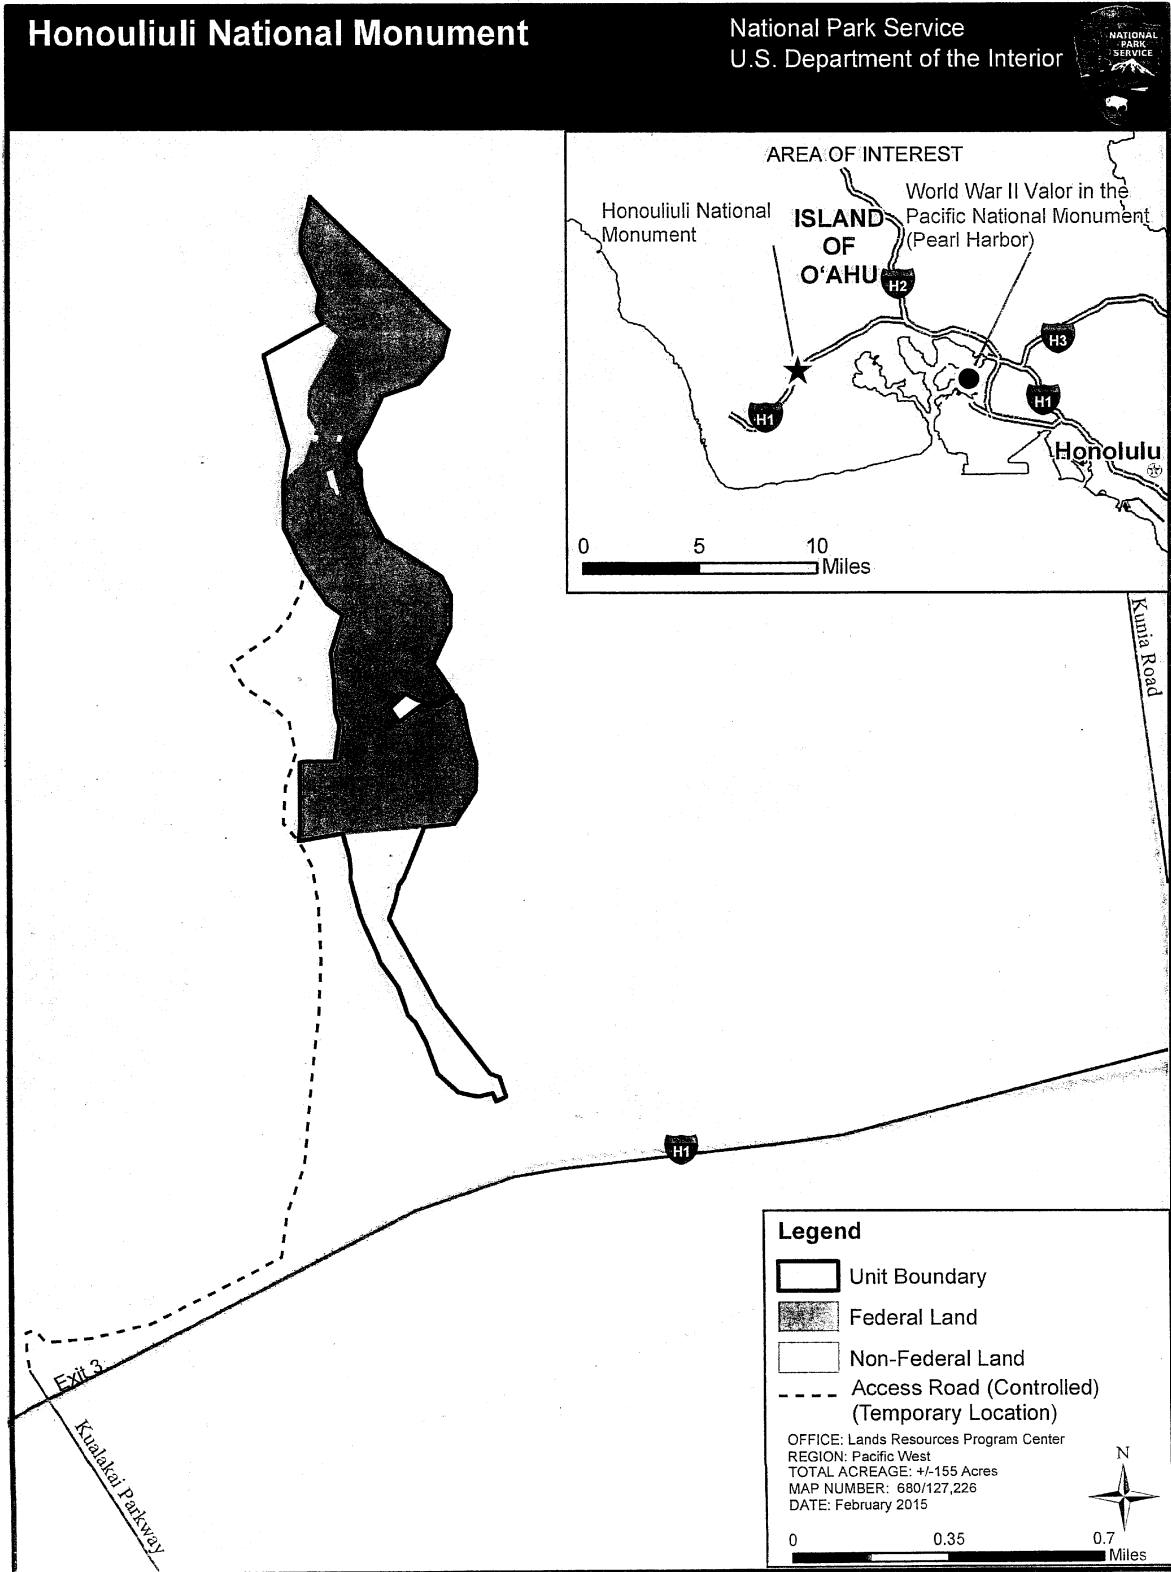 Honouliuli National Monument
National Park Service
U.S. Department of the Interior
NATIONAL
PARK
SERVICE
AREA OF INTEREST
Honouliuli National
Monument
ISLAND
OF
O‘AHU
World War II Valor in the
Pacific National Monument
(Pearl Harbor)
H2
H3
H1
H1
Honolulu
0 5 10
Miles
Kunia Road
H1
Exit 3
Kualakai Parkway
Legend
Unit Boundary
Federal Land
Non-Federal Land
Access Road (Controlled)
(Temporary Location)
OFFICE: Lands Resources Program Center
REGION: Pacific West
TOTAL ACREAGE: +/-155 Acres
MAP NUMBER: 680/127,226
DATE: February 2015
N
0 0.35 0.7
Miles